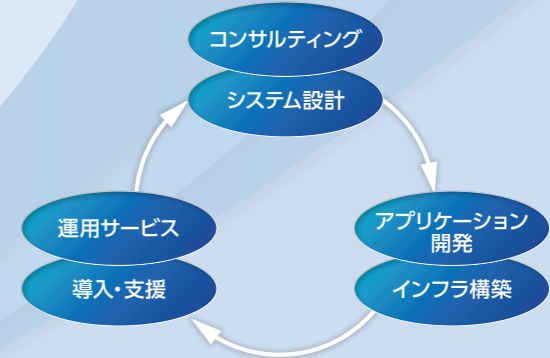 コンサルティング
システム設計
運用サービス
導入・支援
アプリケーション
開発
インフラ構築